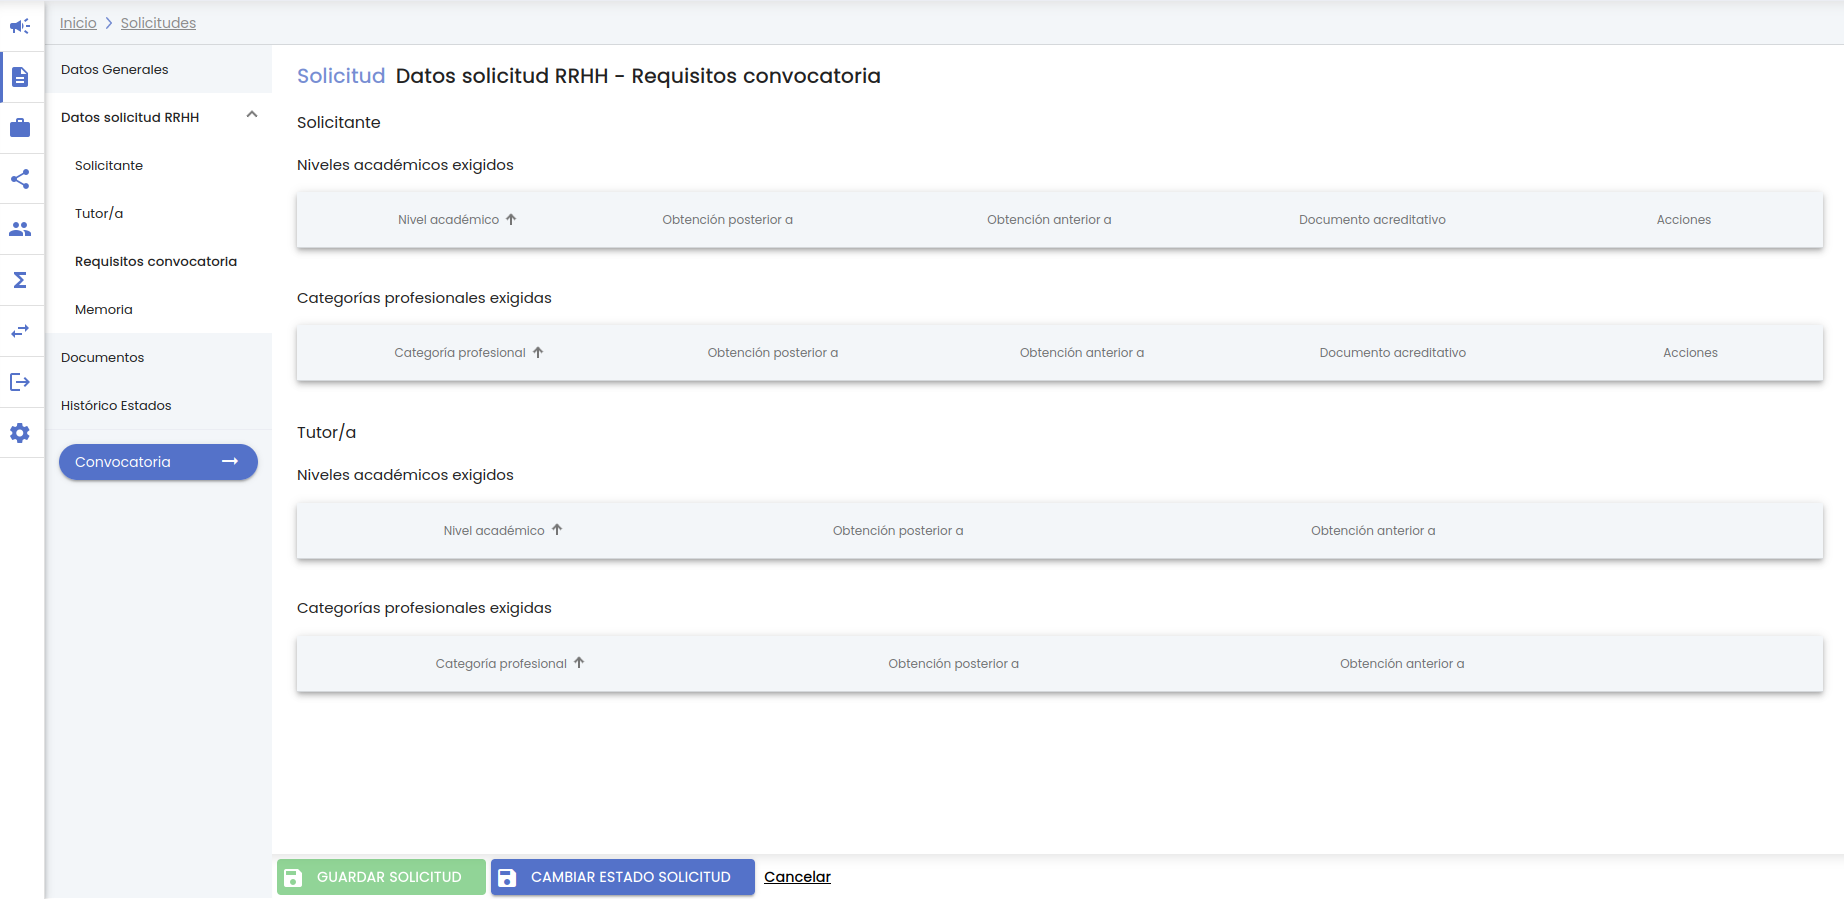 Inicio Solicitudes
Datos Generales
Datos solicitud RRHH
Solicitante
Tutor/a
Requisitos convocatoria
Memoria
Documentos
Histórico Estados
Convocatoria
Solicitud Datos solicitud RRHH - Requisitos convocatoria
Solicitante
Niveles académicos exigidos
Nivel académico Obtención posterior a Obtención anterior a Documento acreditativo Acciones
Categorías profesionales exigidas
Categoría profesional Obtención posterior a Obtención anterior a Documento acreditativo Acciones
Tutor/a
Niveles académicos exigidos
Nivel académico Obtención posterior a Obtención anterior a
Categorías profesionales exigidas
Categoría profesional Obtención posterior a Obtención anterior a
GUARDAR SOLICITUD CAMBIAR ESTADO SOLICITUD Cancelar